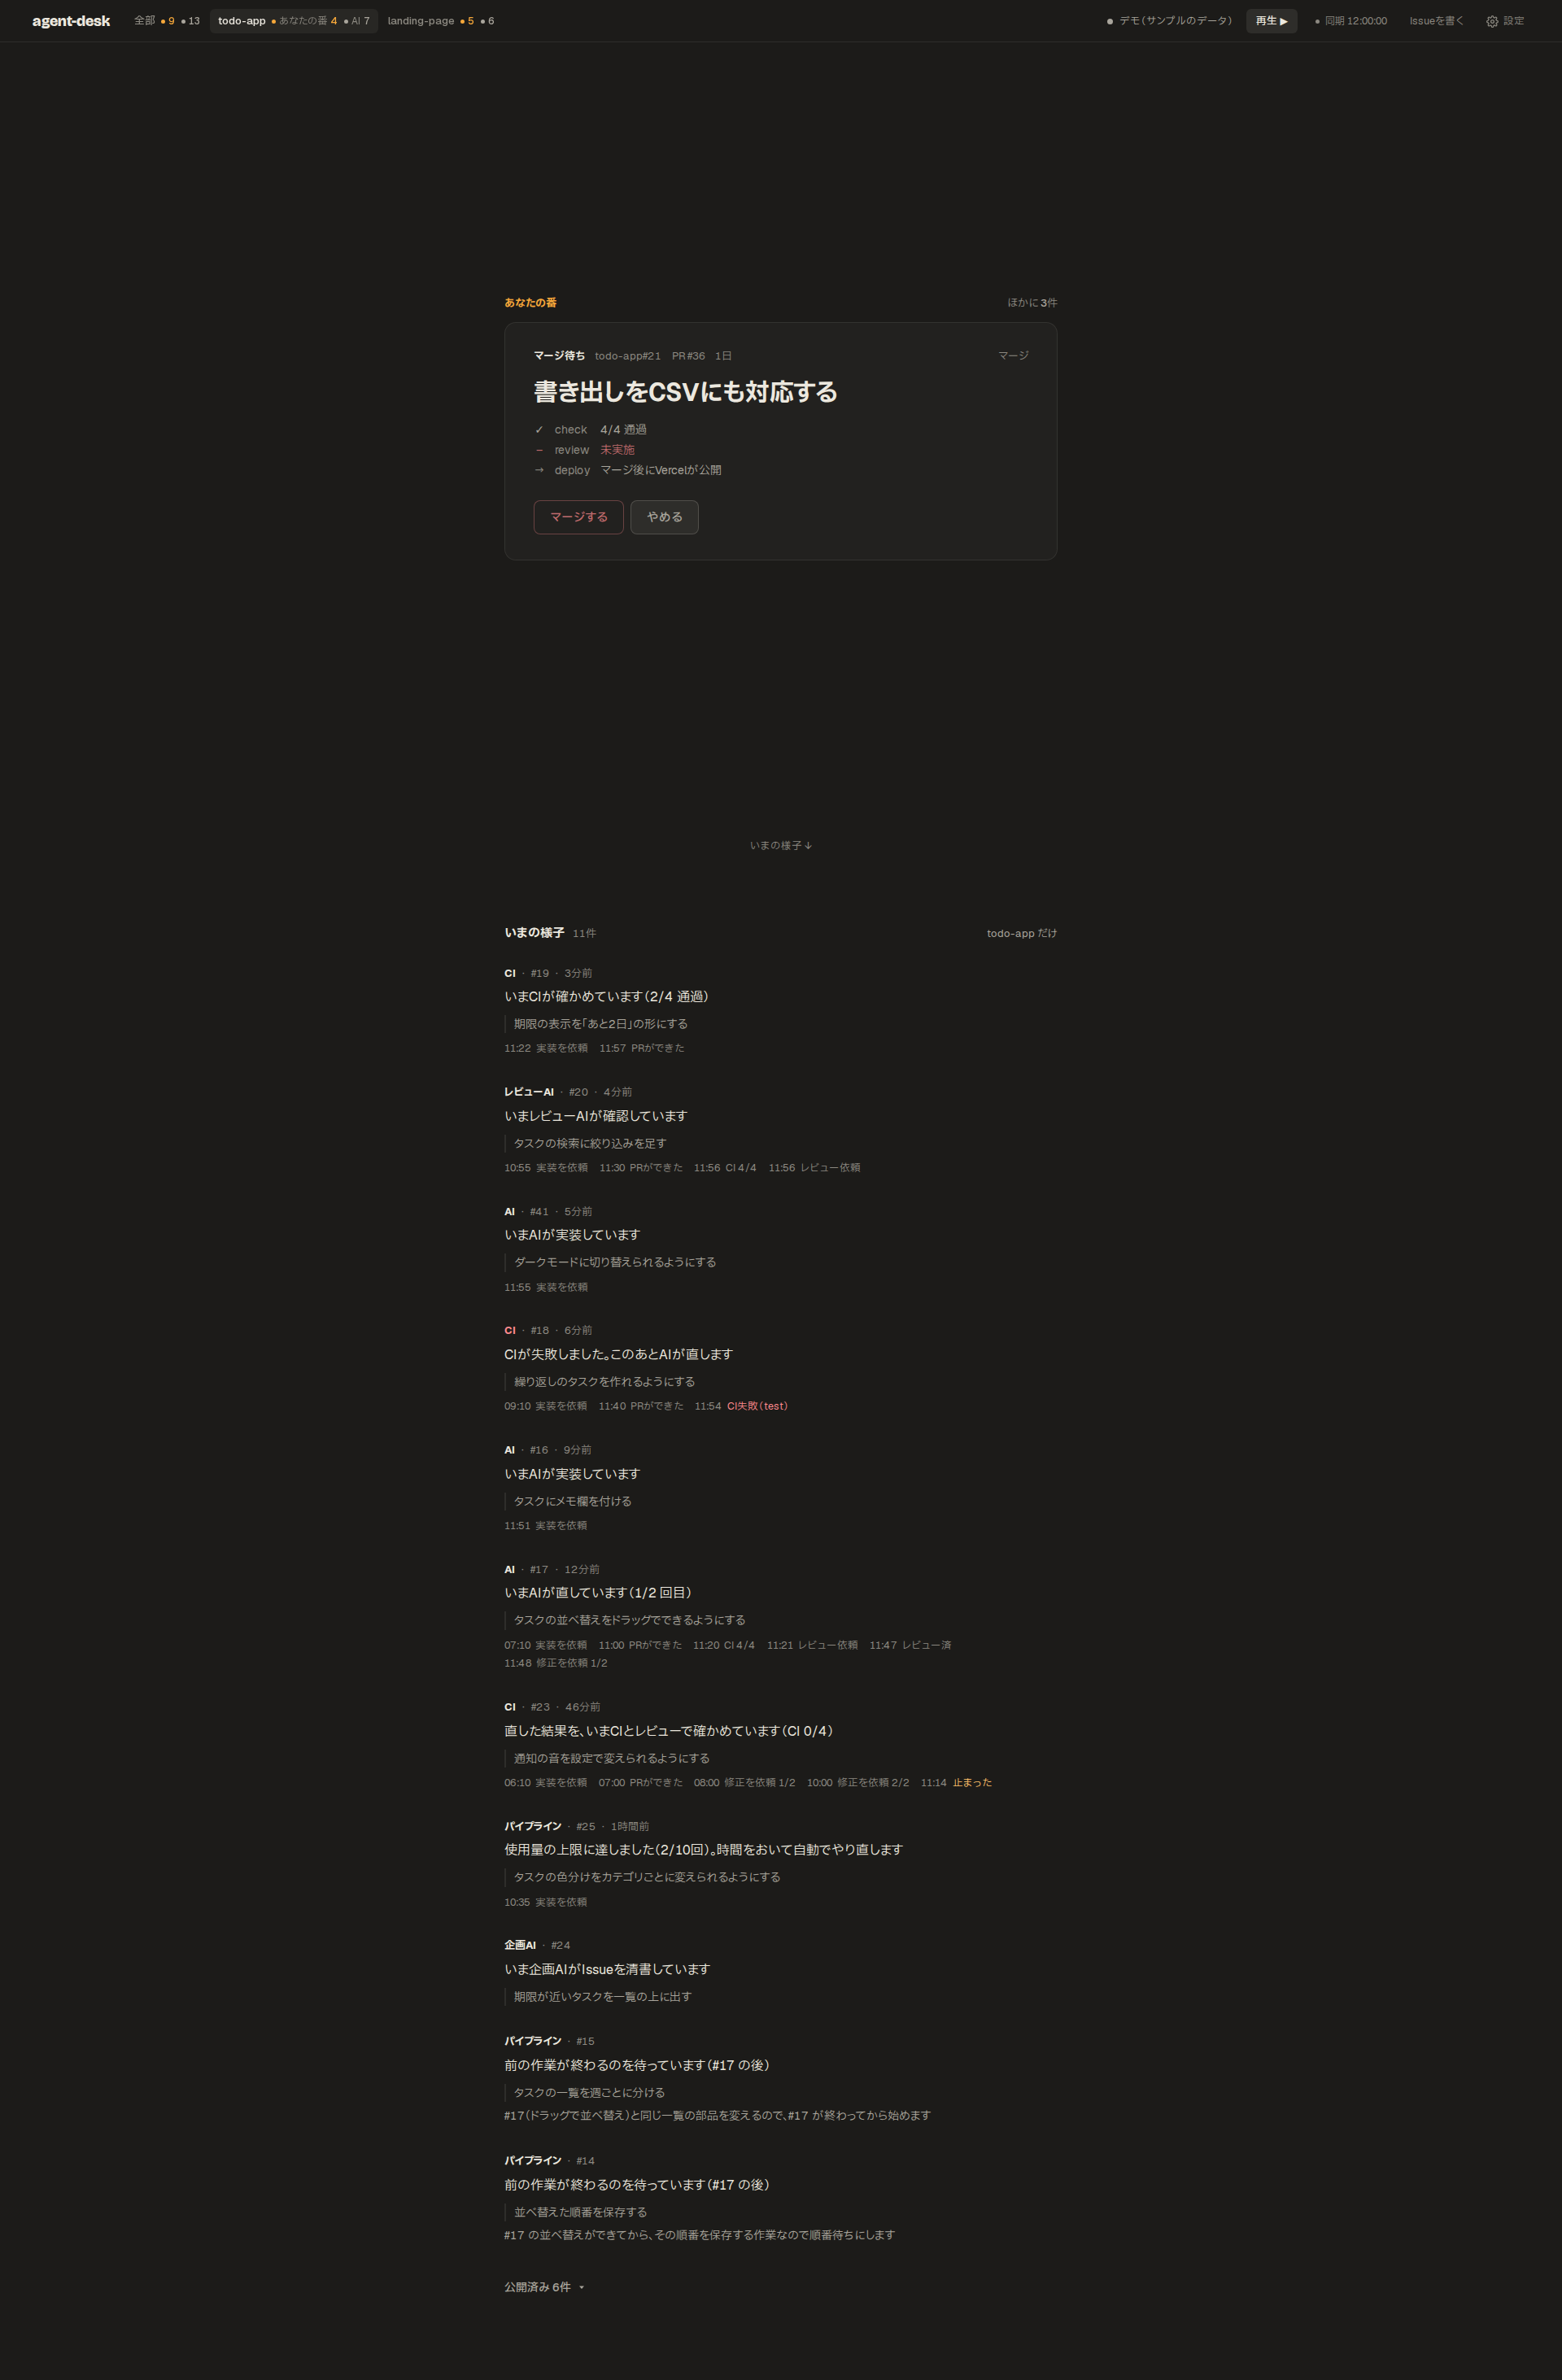 agent-desk 全部 9 13 todo-app あなたの番 4 AI 7 landing-page 5 6 デモ(サンプルのデータ) 再生 ▶ 同期 12:00:00 Issueを書く 設定
あなたの番 ほかに 3件
マージ待ち todo-app#21 PR #36 1日 マージ
書き出しをCSVにも対応する
✓ check 4/4 通過
– review 未実施
→ deploy マージ後にVercelが公開
マージする やめる
いまの様子 ↓
いまの様子 11件 todo-app だけ
CI · #19 · 3分前
いまCIが確かめています(2/4 通過)
期限の表示を「あと2日」の形にする
11:22 実装を依頼 11:57 PRができた
レビューAI · #20 · 4分前
いまレビューAIが確認しています
タスクの検索に絞り込みを足す
10:55 実装を依頼 11:30 PRができた 11:56 CI 4/4 11:56 レビュー依頼
AI · #41 · 5分前
いまAIが実装しています
ダークモードに切り替えられるようにする
11:55 実装を依頼
CI · #18 · 6分前
CIが失敗しました。このあとAIが直します
繰り返しのタスクを作れるようにする
09:10 実装を依頼 11:40 PRができた 11:54 CI失敗(test)
AI · #16 · 9分前
いまAIが実装しています
タスクにメモ欄を付ける
11:51 実装を依頼
AI · #17 · 12分前
いまAIが直しています(1/2 回目)
タスクの並べ替えをドラッグでできるようにする
07:10 実装を依頼 11:00 PRができた 11:20 CI 4/4 11:21 レビュー依頼 11:47 レビュー済
11:48 修正を依頼 1/2
CI · #23 · 46分前
直した結果を、いまCIとレビューで確かめています(CI 0/4)
通知の音を設定で変えられるようにする
06:10 実装を依頼 07:00 PRができた 08:00 修正を依頼 1/2 10:00 修正を依頼 2/2 11:14 止まった
パイプライン · #25 · 1時間前
使用量の上限に達しました(2/10回)。時間をおいて自動でやり直します
タスクの色分けをカテゴリごとに変えられるようにする
10:35 実装を依頼
企画AI · #24
いま企画AIがIssueを清書しています
期限が近いタスクを一覧の上に出す
パイプライン · #15
前の作業が終わるのを待っています(#17 の後)
タスクの一覧を週ごとに分ける
#17(ドラッグで並べ替え)と同じ一覧の部品を変えるので、#17 が終わってから始めます
パイプライン · #14
前の作業が終わるのを待っています(#17 の後)
並べ替えた順番を保存する
#17 の並べ替えができてから、その順番を保存する作業なので順番待ちにします
公開済み 6件 ▾